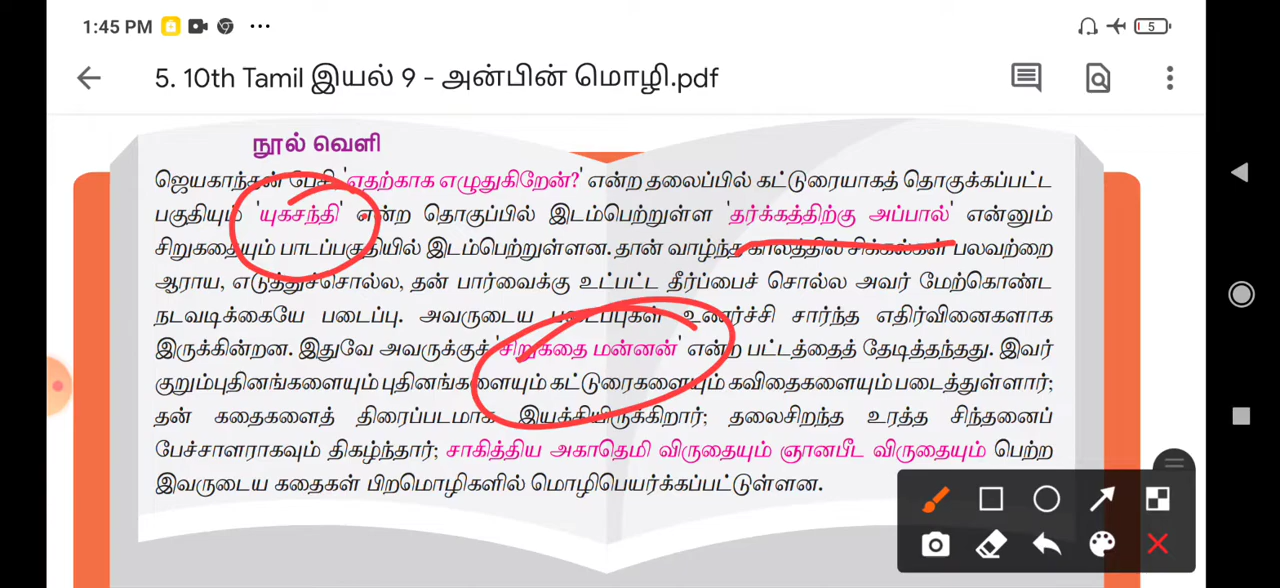 1:45 PM
5
5. 10th Tamil இயல் 9 - அன்பின் மொழி.pdf
நூல் வெளி
ஜெயகாந்தன் பேசி, 'எதற்காக எழுதுகிறேன்?' என்ற தலைப்பில் கட்டுரையாகத் தொகுக்கப்பட்ட
பகுதியும் 'யுகசந்தி' என்ற தொகுப்பில் இடம்பெற்றுள்ள 'தர்க்கத்திற்கு அப்பால்' என்னும்
சிறுகதையும் பாடப்பகுதியில் இடம்பெற்றுள்ளன. தான் வாழ்ந்த காலத்தில் சிக்கல்கள் பலவற்றை
ஆராய, எடுத்துச்சொல்ல, தன் பார்வைக்கு உட்பட்ட தீர்ப்பைச் சொல்ல அவர் மேற்கொண்ட
நடவடிக்கையே படைப்பு. அவருடைய படைப்புகள் உணர்ச்சி சார்ந்த எதிர்வினைகளாக
இருக்கின்றன. இதுவே அவருக்குச் 'சிறுகதை மன்னன்' என்ற பட்டத்தைத் தேடித்தந்தது. இவர்
குறும்புதினங்களையும் புதினங்களையும் கட்டுரைகளையும் கவிதைகளையும் படைத்துள்ளார்;
தன் கதைகளைத் திரைப்படமாக இயக்கியிருக்கிறார்; தலைசிறந்த உரத்த சிந்தனைப்
பேச்சாளராகவும் திகழ்ந்தார்; சாகித்திய அகாதெமி விருதையும் ஞானபீட விருதையும் பெற்ற
இவருடைய கதைகள் பிறமொழிகளில் மொழிபெயர்க்கப்பட்டுள்ளன.